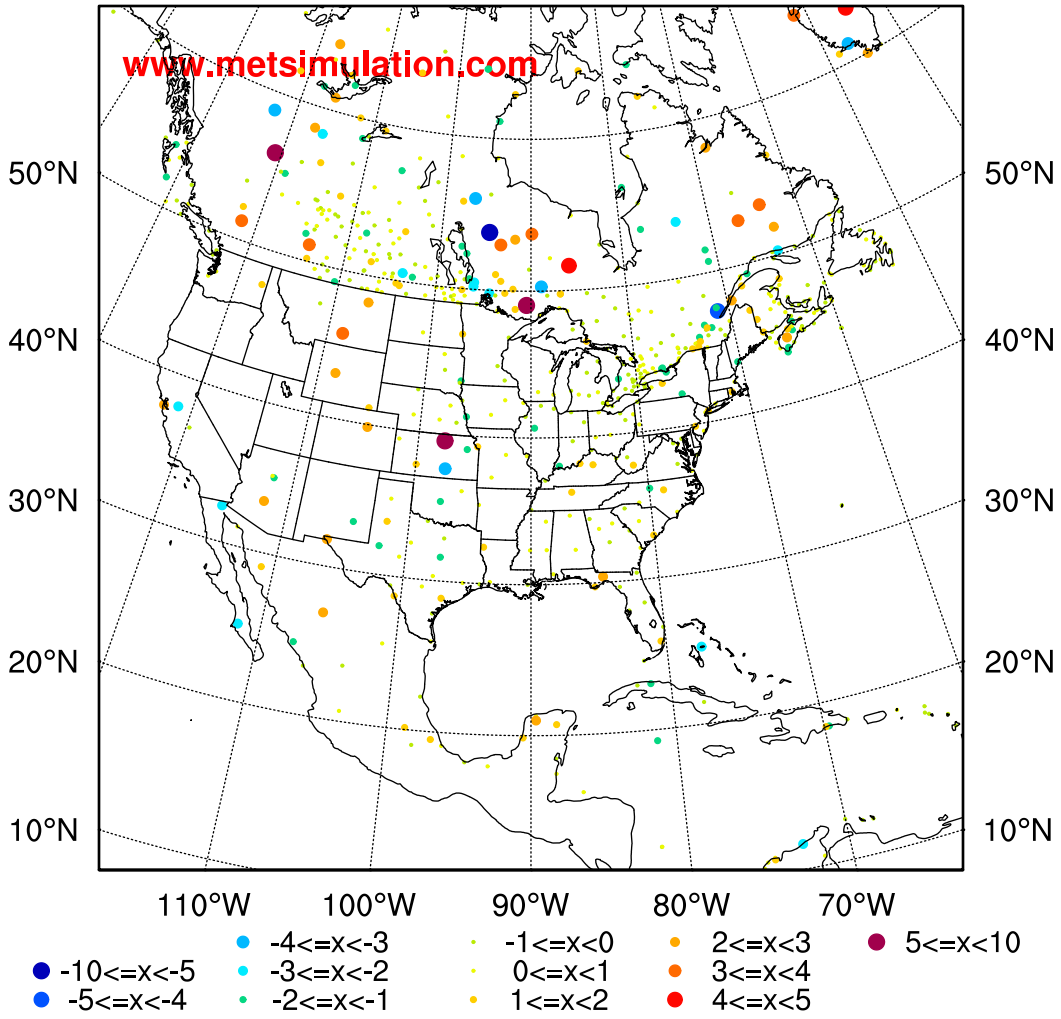 www.metsimulation.com
50°N 50°N
40°N 40°N
30°N 30°N
20°N 20°N
10°N 10°N
110°W 100°W 90°W 80°W 70°W
-4<=x<-3 -1<=x<0 2<=x<3 5<=x<10
-10<=x<-5 -3<=x<-2 0<=x<1 3<=x<4
-5<=x<-4 -2<=x<-1 1<=x<2 4<=x<5